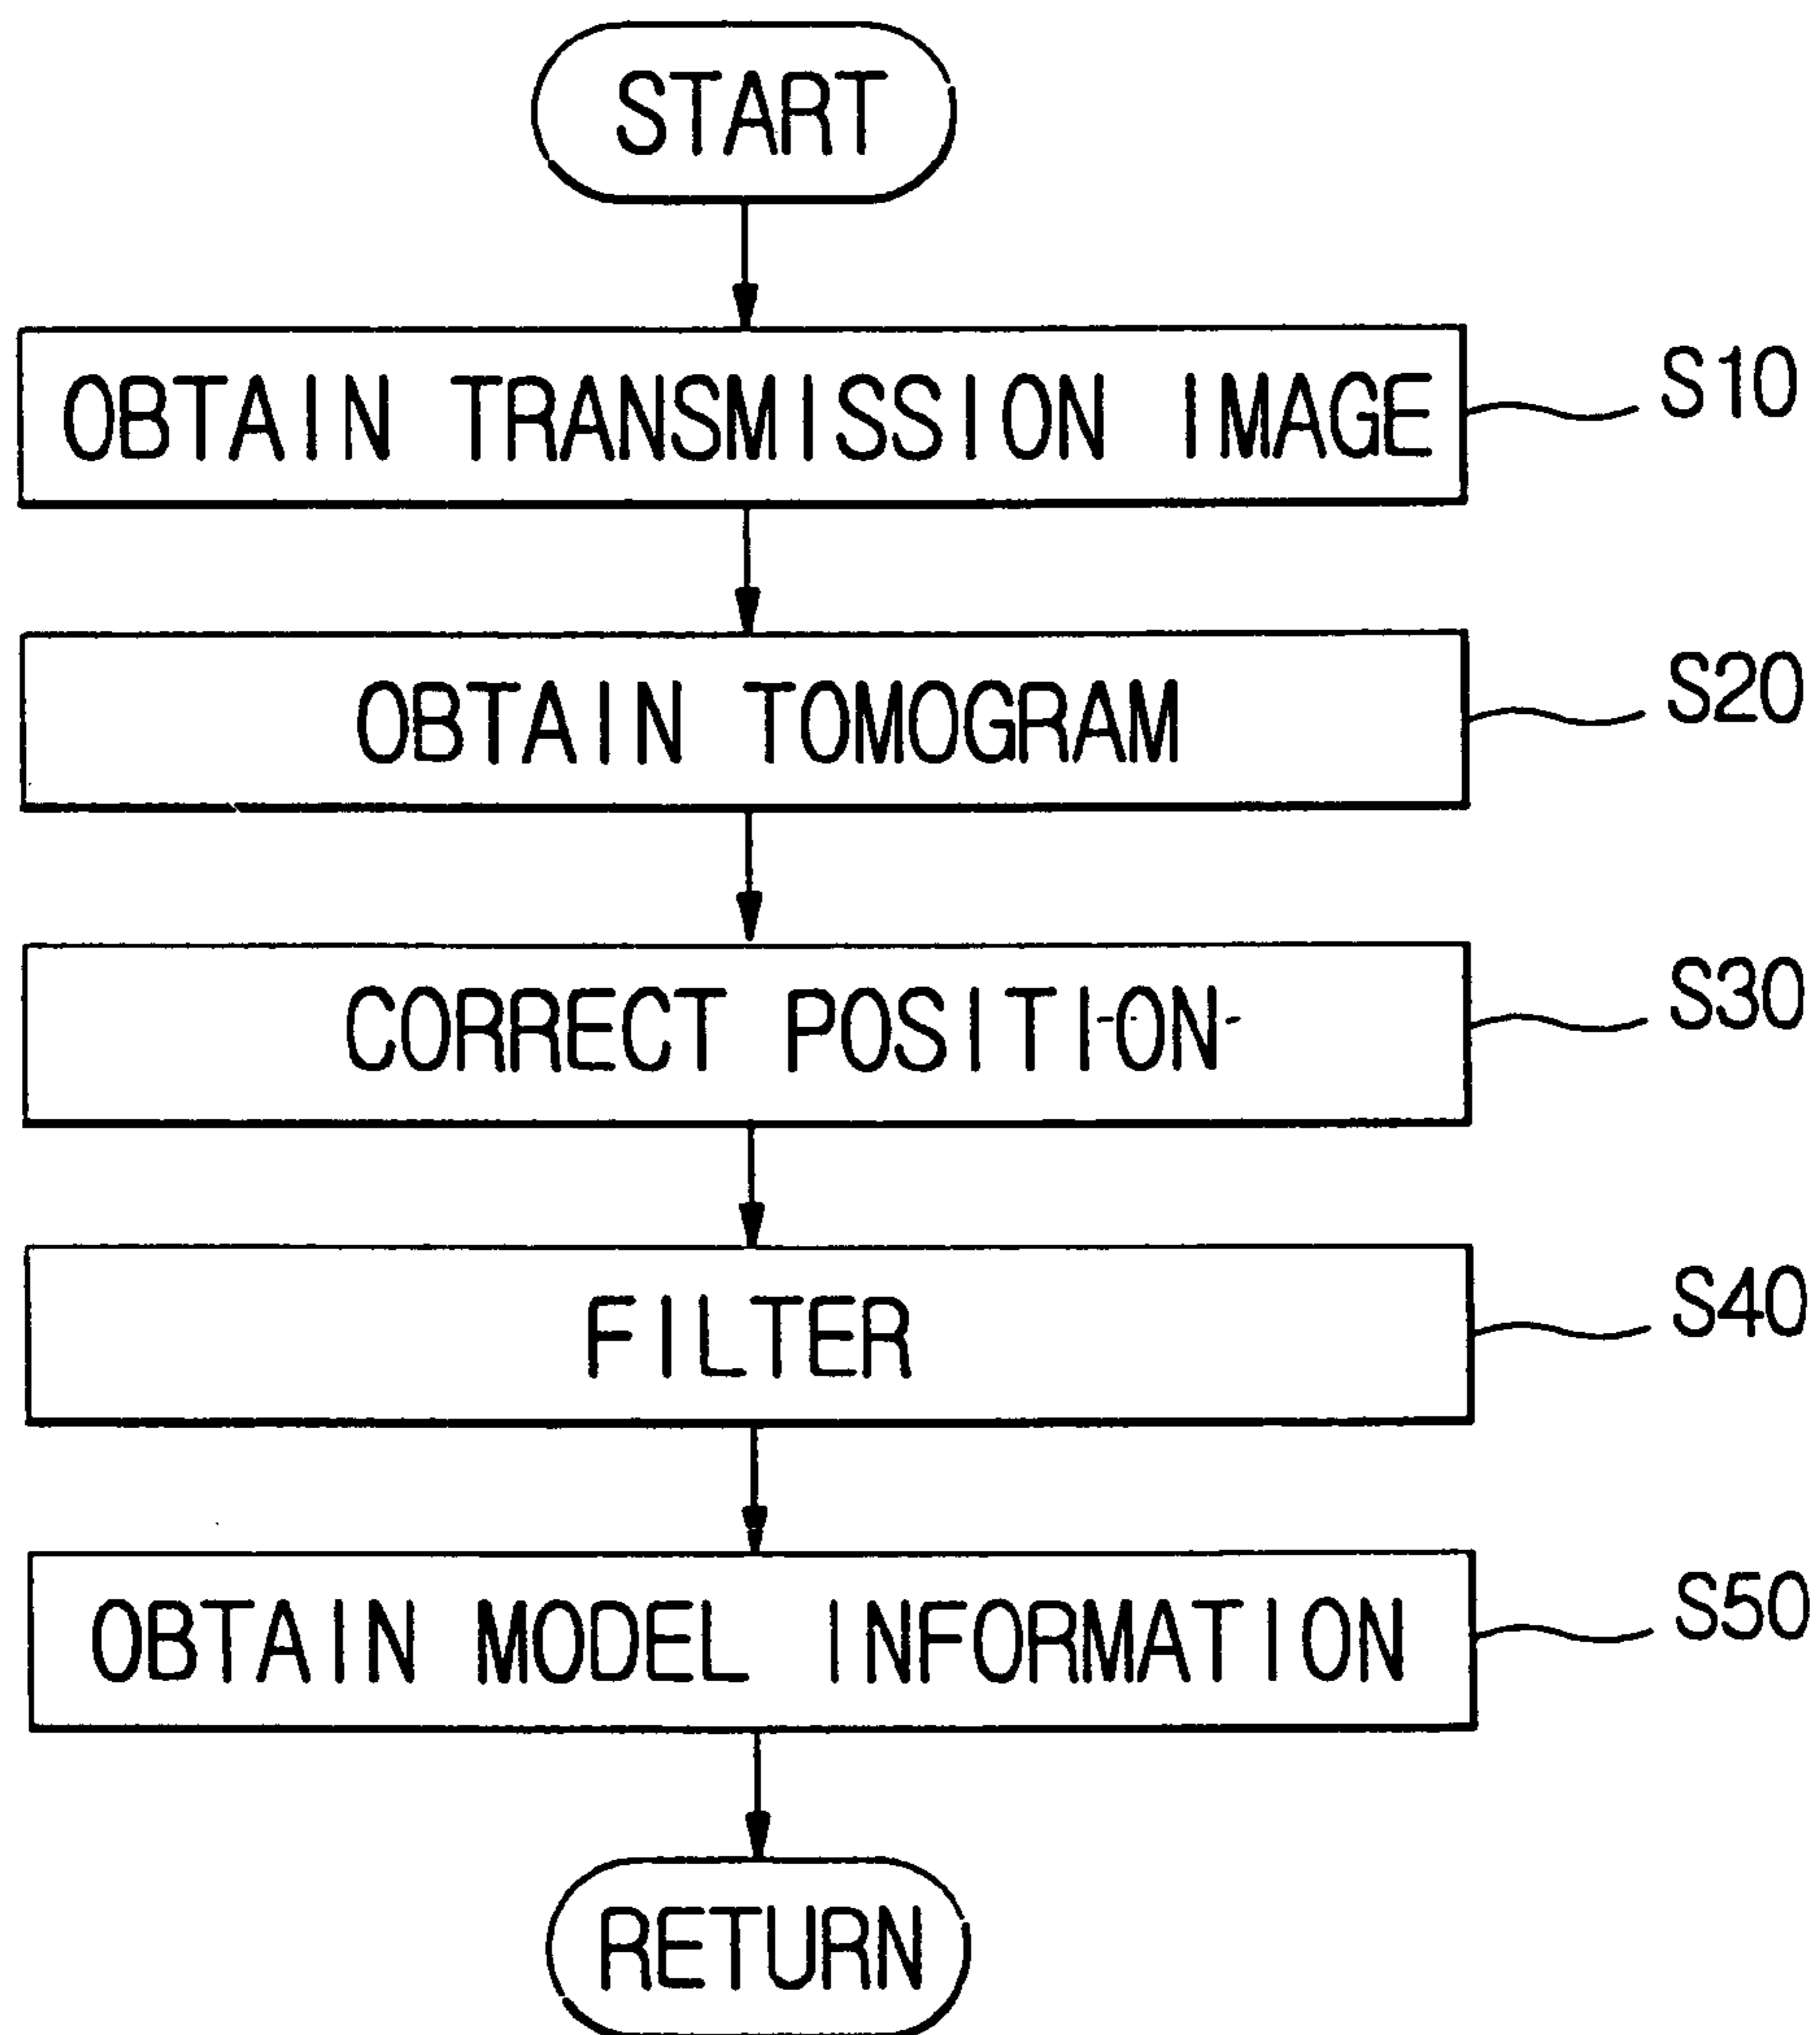 START
OBTAIN TRANSMISSION IMAGE
S10
OBTAIN TOMOGRAM
S20
CORRECT POSITION
S30
FILTER
S40
OBTAIN MODEL INFORMATION
S50
RETURN